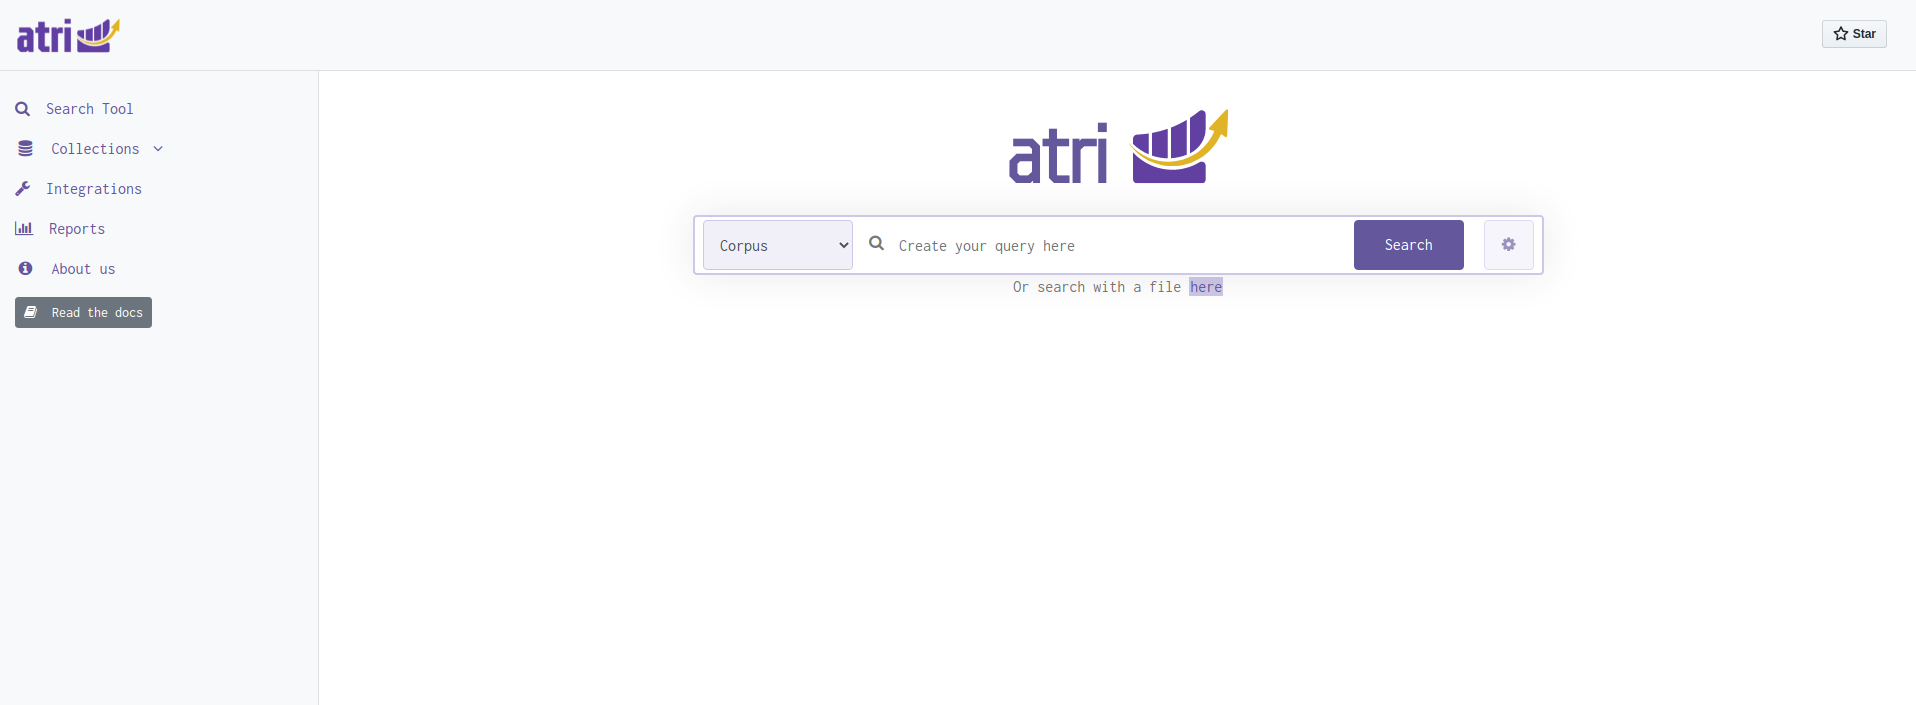 atri
Star
Search Tool
Collections
Integrations
Reports
About us
Read the docs
atri
Corpus
Create your query here
Search
Or search with a file here